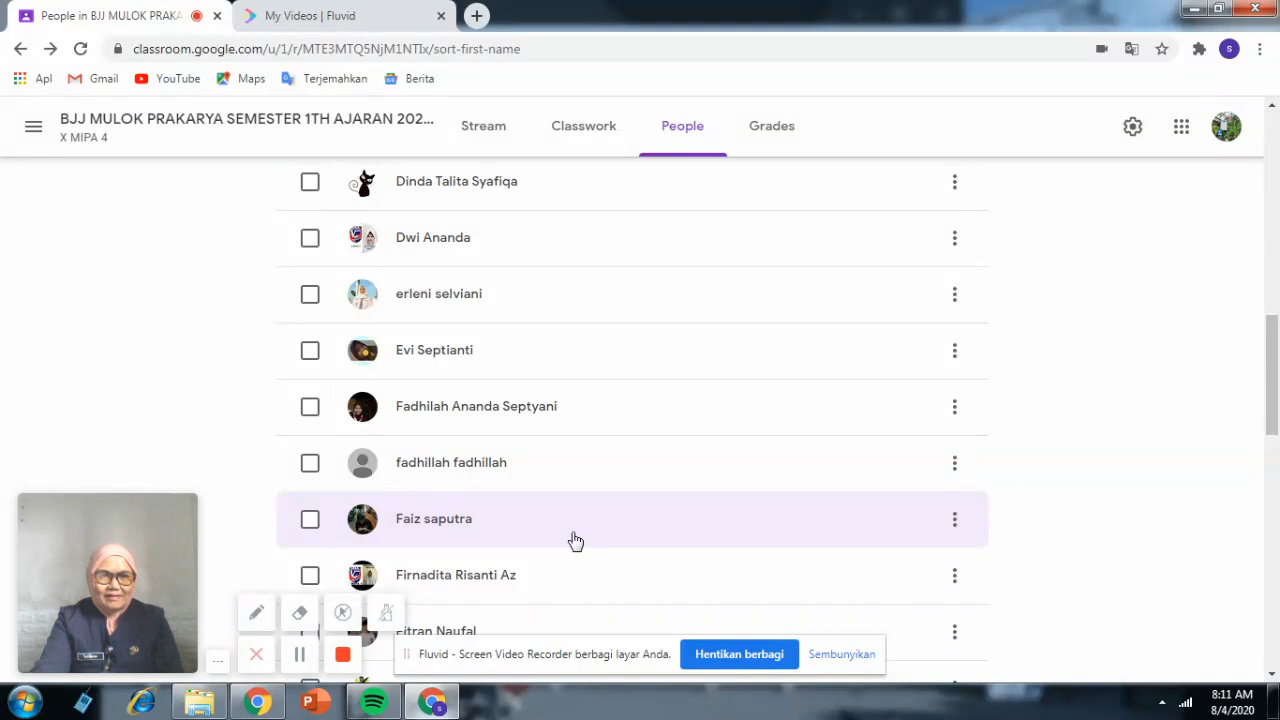 People in BJJ MULOK PRAKA
My Videos | Fluvid
classroom.google.com/u/1/r/MTE3MTQ5NjM1NTIx/sort-first-name
Apl
Gmail
YouTube
Maps
Terjemahkan
Berita
BJJ MULOK PRAKARYA SEMESTER 1TH AJARAN 202...
X MIPA 4
Stream
Classwork
People
Grades
Dinda Talita Syafiqa
Dwi Ananda
erleni selviani
Evi Septianti
Fadhilah Ananda Septyani
fadhillah fadhillah
Faiz saputra
Firnadita Risanti Az
Fitran Naufal
Fluvid - Screen Video Recorder berbagi layar Anda.
Hentikan berbagi
Sembunyikan
8:11 AM
8/4/2020